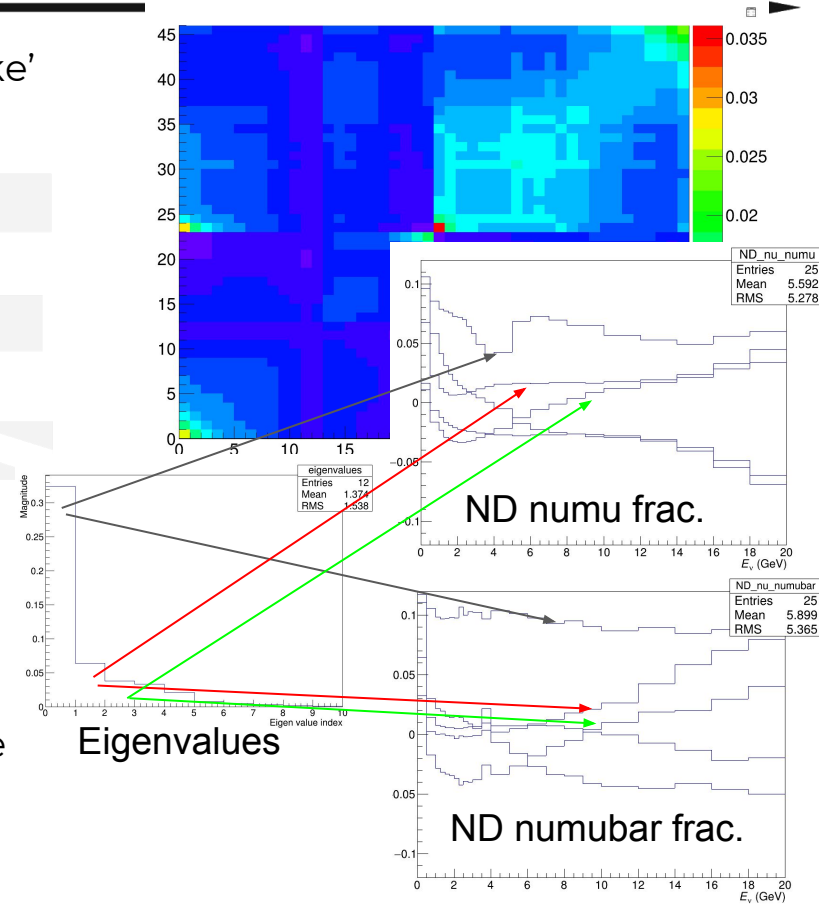 ke'
45
40
35
30
25
20
15
10
5
0
0 5 10 15
0.035
0.03
0.025
0.02
ND_nu_numu
Entries 25
Mean 5.592
RMS 5.278
0.1
0.05
0
−0.05
0.1
0 2 4 6 8 10 12 14 16 18 20
Eν (GeV)
ND numu frac.
eigenvalues
Entries 12
Mean 1.374
RMS 1.538
Magnitude
0.3
0.25
0.2
0.15
0.1
0.05
0
0 1 2 3 4 5 6 7 8 9 10
Eigen value index
e
Eigenvalues
ND_nu_numubar
Entries 25
Mean 5.899
RMS 5.365
0.1
0.05
0
0.05
−0.1
0 2 4 6 8 10 12 14 16 18 20
Eν (GeV)
ND numubar frac.